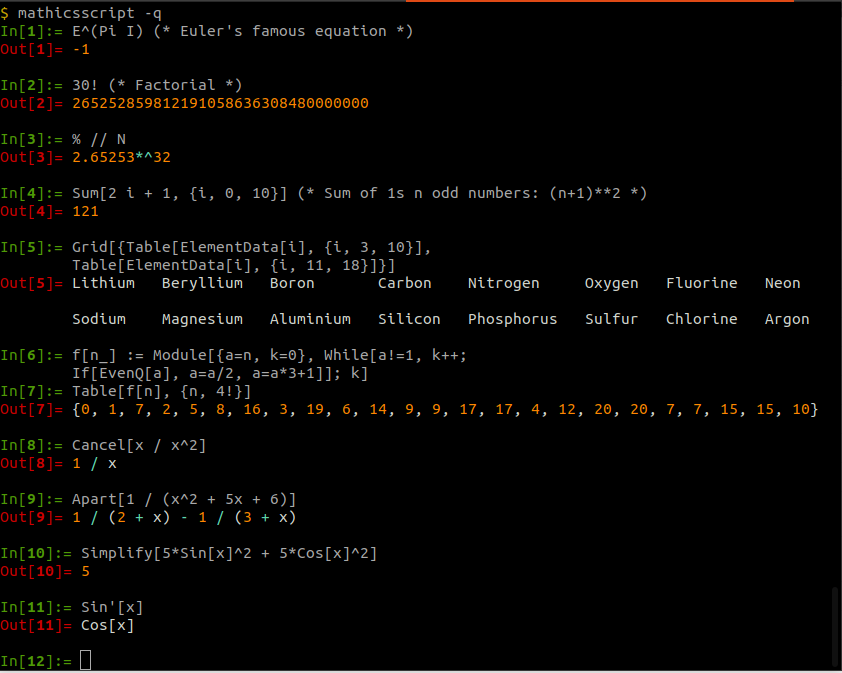 $ mathicsscript -q
In[1]:= E^(Pi I) (* Euler's famous equation *)
Out[1]= -1
In[2]:= 30! (* Factorial *)
Out[2]= 265252859812191058636308480000000
In[3]:= % // N
Out[3]= 2.65253*^32
In[4]:= Sum[2 i + 1, {i, 0, 10}] (* Sum of 1s n odd numbers: (n+1)**2 *)
Out[4]= 121
In[5]:= Grid[{Table[ElementData[i], {i, 3, 10}],
Table[ElementData[i], {i, 11, 18}]}]
Out[5]= Lithium Beryllium Boron Carbon Nitrogen Oxygen Fluorine Neon
Sodium Magnesium Aluminium Silicon Phosphorus Sulfur Chlorine Argon
In[6]:= f[n_] := Module[{a=n, k=0}, While[a!=1, k++;
If[EvenQ[a], a=a/2, a=a*3+1]]; k]
In[7]:= Table[f[n], {n, 4!}]
Out[7]= {0, 1, 7, 2, 5, 8, 16, 3, 19, 6, 14, 9, 9, 17, 17, 4, 12, 20, 20, 7, 7, 15, 15, 10}
In[8]:= Cancel[x / x^2]
Out[8]= 1 / x
In[9]:= Apart[1 / (x^2 + 5x + 6)]
Out[9]= 1 / (2 + x) - 1 / (3 + x)
In[10]:= Simplify[5*Sin[x]^2 + 5*Cos[x]^2]
Out[10]= 5
In[11]:= Sin'[x]
Out[11]= Cos[x]
In[12]:=